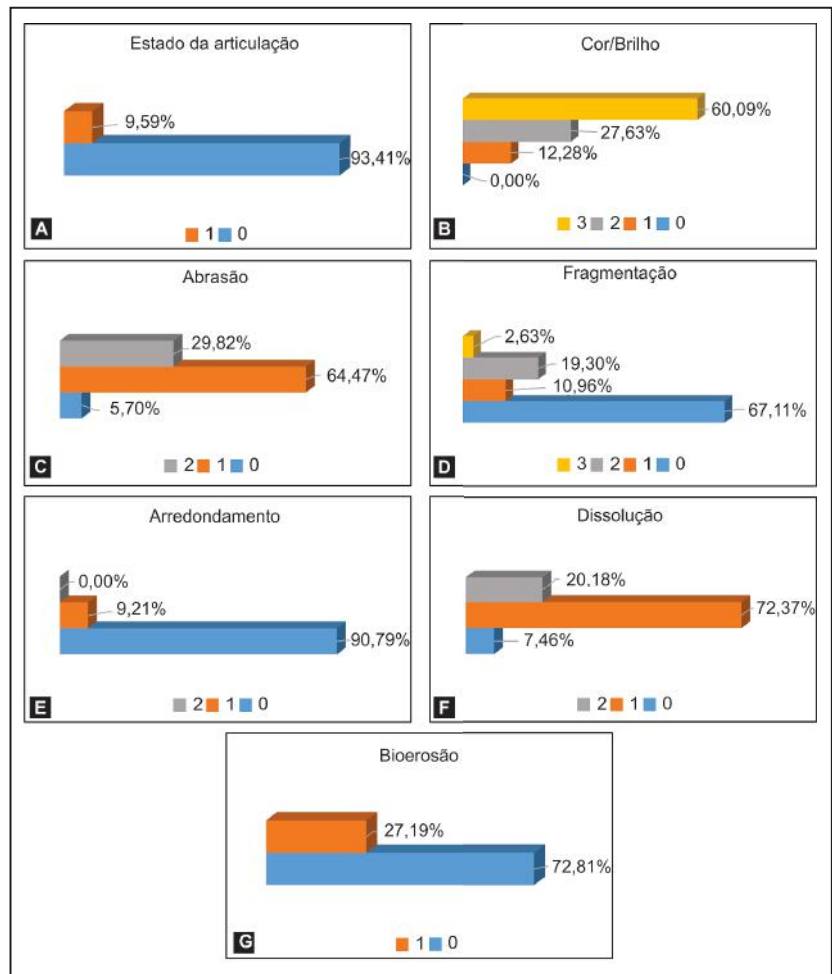 Estado da articulação
9,59%
93,41%
A
1 0
Cor/Brilho
60,09%
27,63%
12,28%
0,00%
B
3 2 1 0
Abrasão
29,82%
64,47%
5,70%
C
2 1 0
Fragmentação
2,63%
19,30%
10,96%
67,11%
D
3 2 1 0
Arredondamento
0,00%
9,21%
90,79%
E
2 1 0
Dissolução
20,18%
72,37%
7,46%
F
2 1 0
Bioerosão
27,19%
72,81%
G
1 0